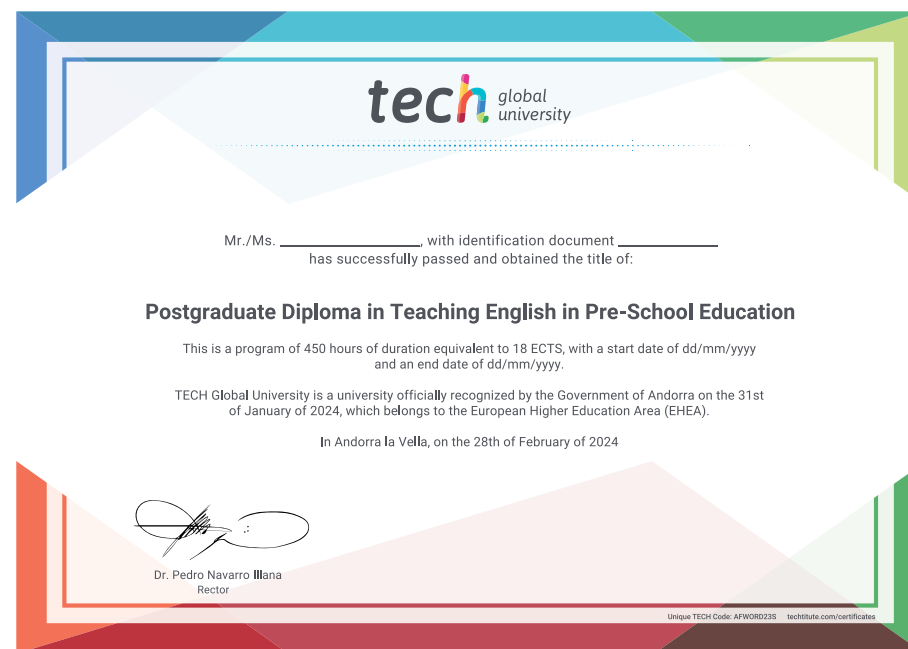 tech global university
Mr./Ms. ____________________, with identification document ______________
has successfully passed and obtained the title of:
Postgraduate Diploma in Teaching English in Pre-School Education
This is a program of 450 hours of duration equivalent to 18 ECTS, with a start date of dd/mm/yyyy
and an end date of dd/mm/yyyy.
TECH Global University is a university officially recognized by the Government of Andorra on the 31st
of January of 2024, which belongs to the European Higher Education Area (EHEA).
In Andorra la Vella, on the 28th of February of 2024
Dr. Pedro Navarro Illana
Rector
Unique TECH Code: AFWORD23S techtitute.com/certificates